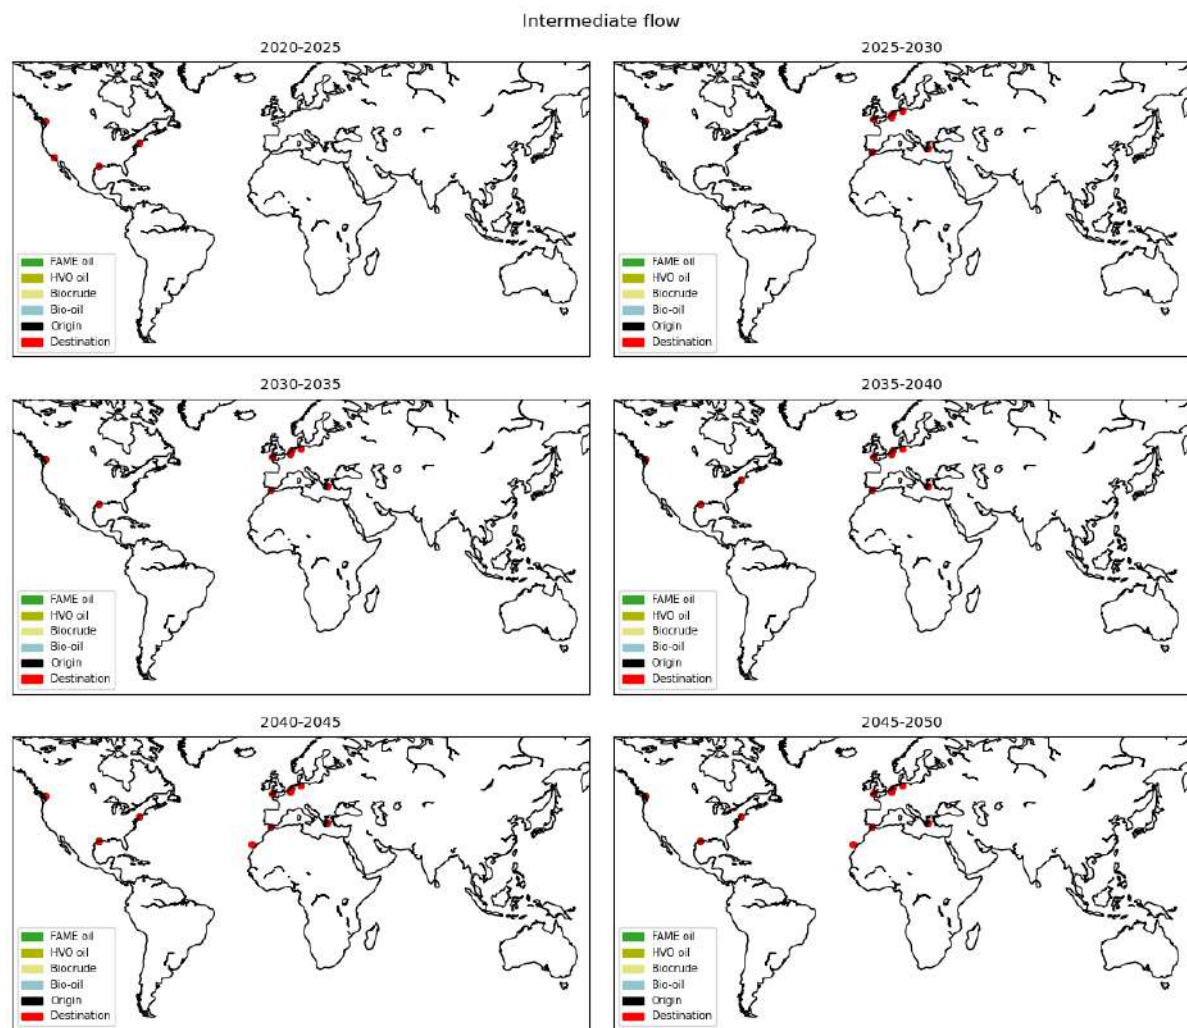 Intermediate flow
2020-2025
2025-2030
FAME oil
HVO oil
Biocrude
Bio-oil
Origin
Destination
FAME oil
HVO oil
Biocrude
Bio-oil
Origin
Destination
2030-2035
2035-2040
FAME oil
HVO oil
Biocrude
Bio-oil
Origin
Destination
FAME oil
HVO oil
Biocrude
Bio-oil
Origin
Destination
2040-2045
2045-2050
FAME oil
HVO oil
Biocrude
Bio-oil
Origin
Destination
FAME oil
HVO oil
Biocrude
Bio-oil
Origin
Destination